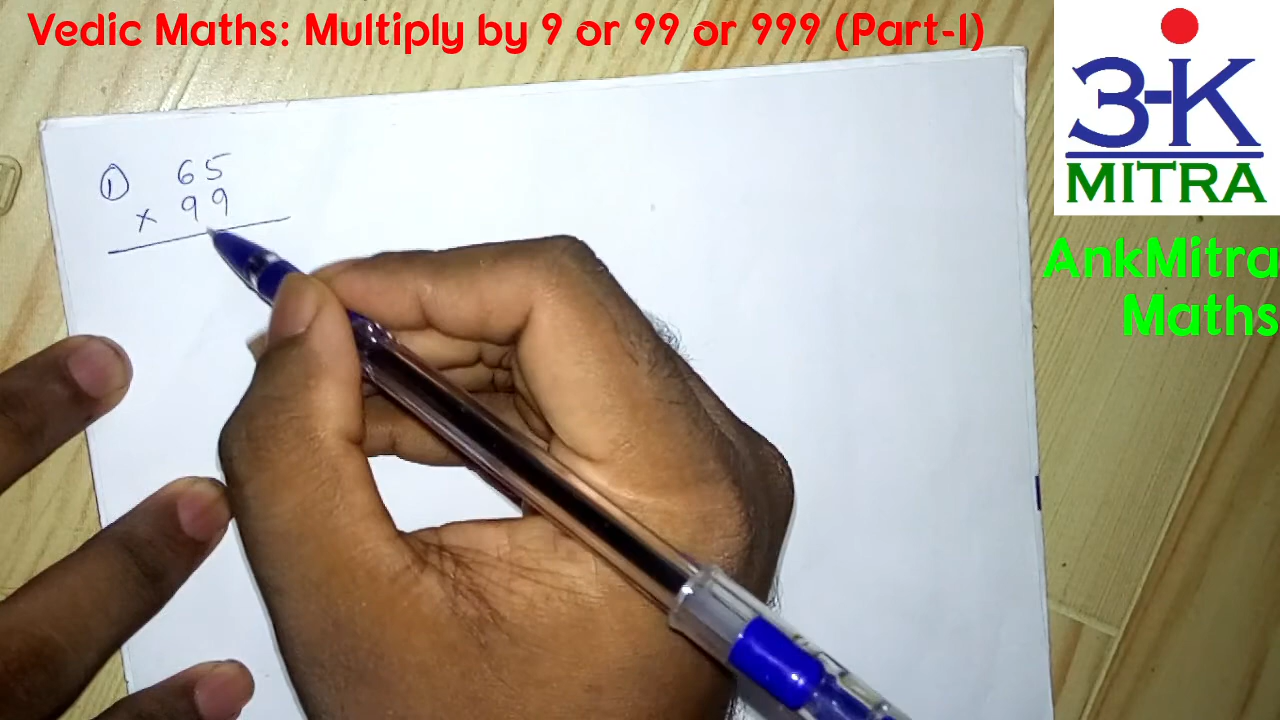 Vedic Maths: Multiply by 9 or 99 or 999 (Part-I)
3-K
MITRA
AnkMitra
Maths
① 65
× 99